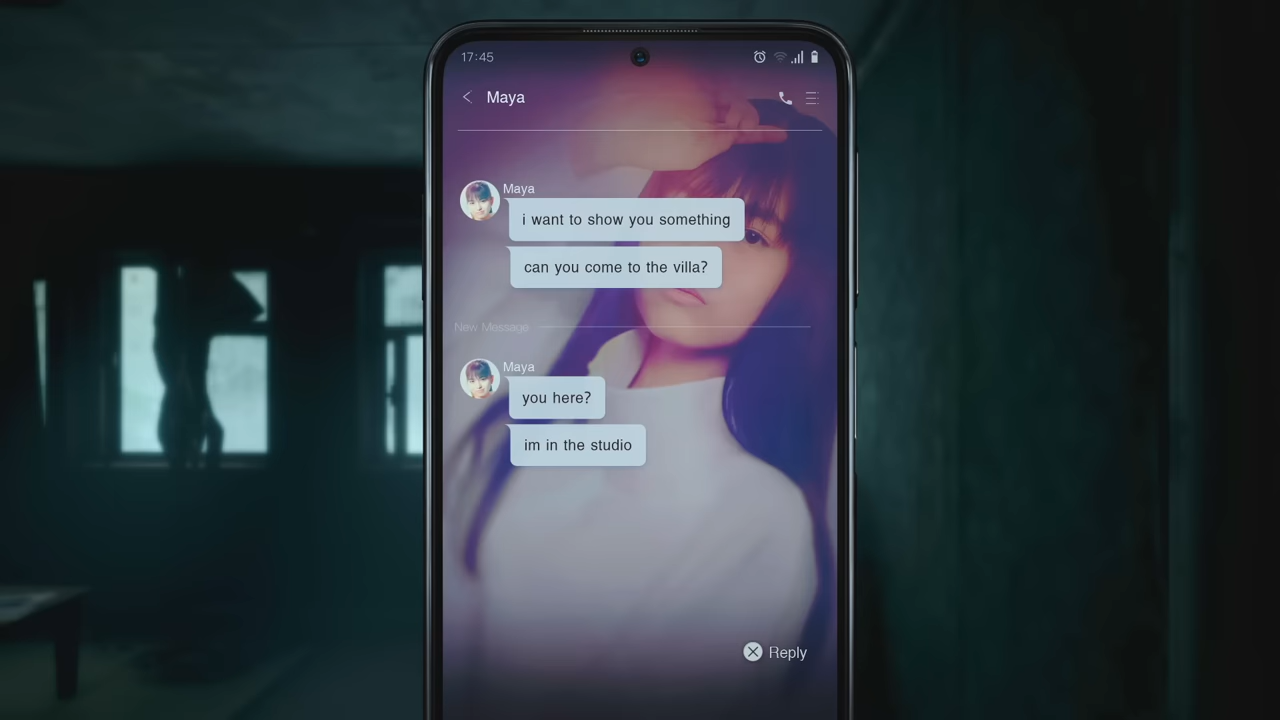 17:45
Maya
Maya
i want to show you something
can you come to the villa?
New Message
Maya
you here?
im in the studio
Reply